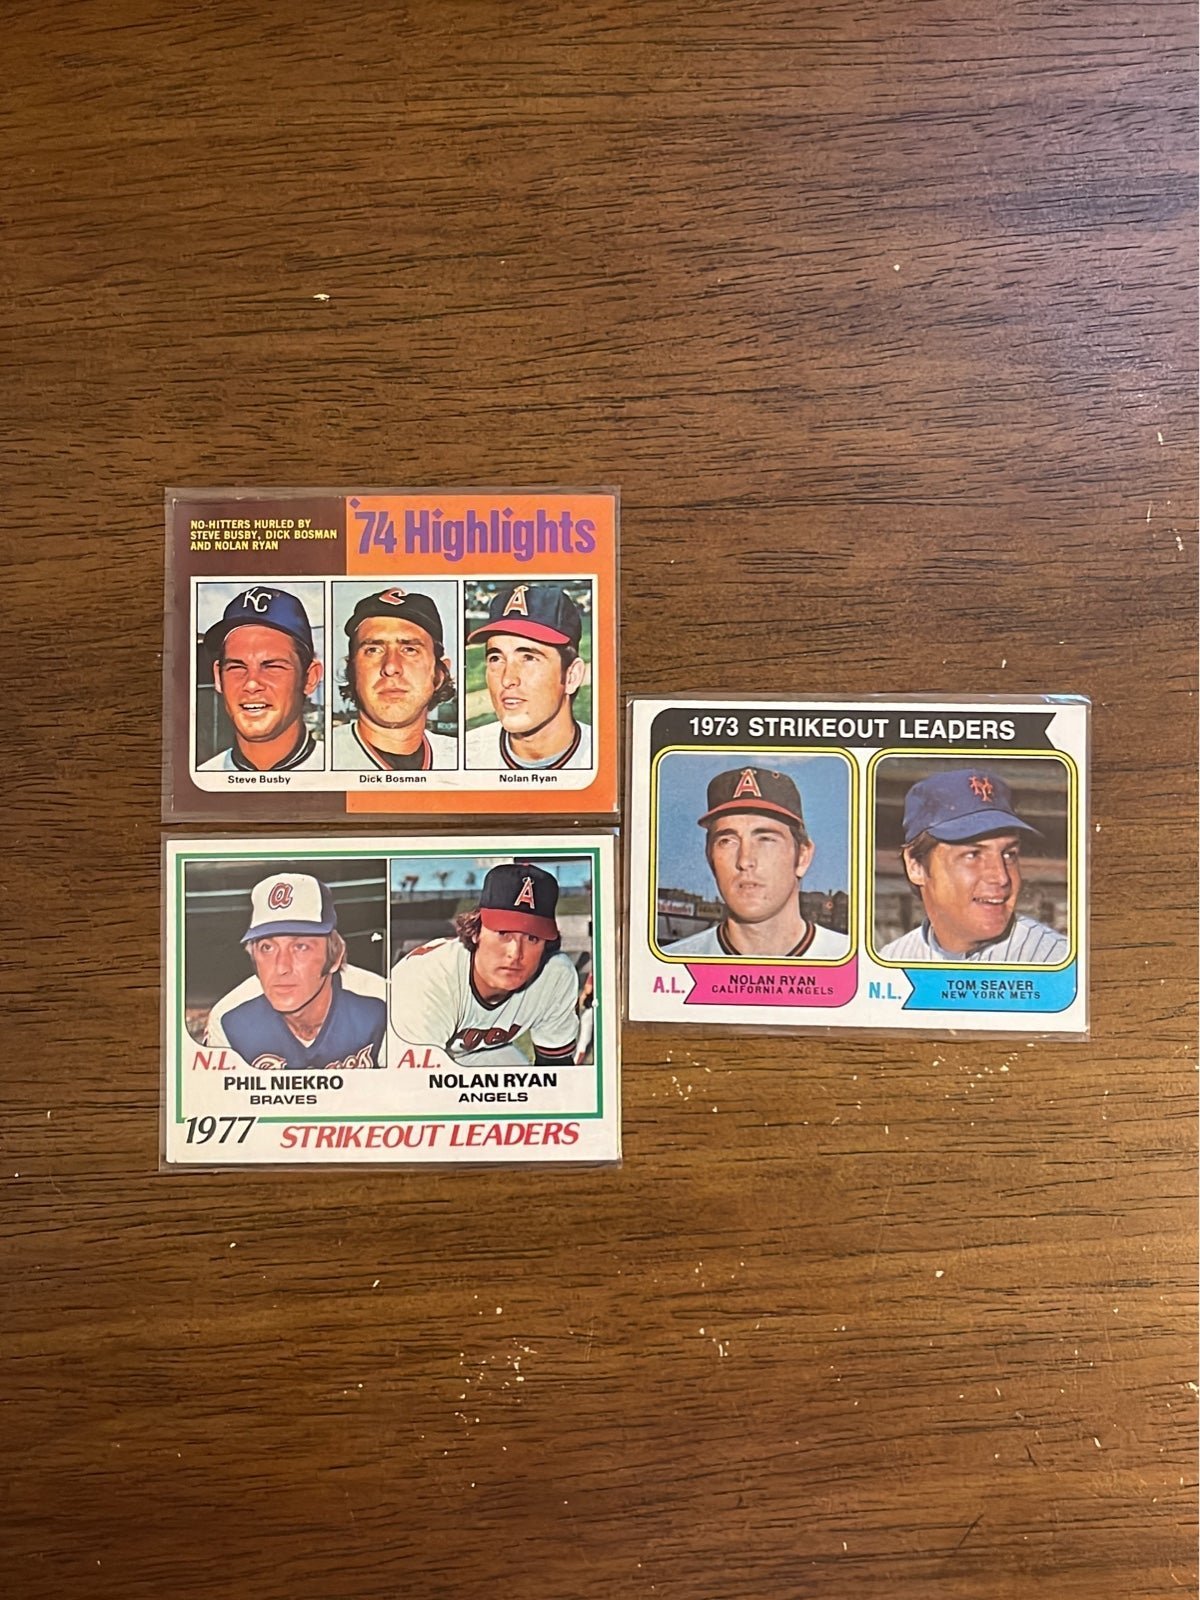 NO-HITTERS HURLED BY
STEVE BUSBY, DICK BOSMAN
AND NOLAN RYAN
'74 Highlights
KC
C
A
Steve Busby
Dick Bosman
Nolan Ryan
a
A
N.L.
A.L.
PHIL NIEKRO
BRAVES
NOLAN RYAN
ANGELS
1977 STRIKEOUT LEADERS
1973 STRIKEOUT LEADERS
A
NY
A.L.
NOLAN RYAN
CALIFORNIA ANGELS
N.L.
TOM SEAVER
NEW YORK METS